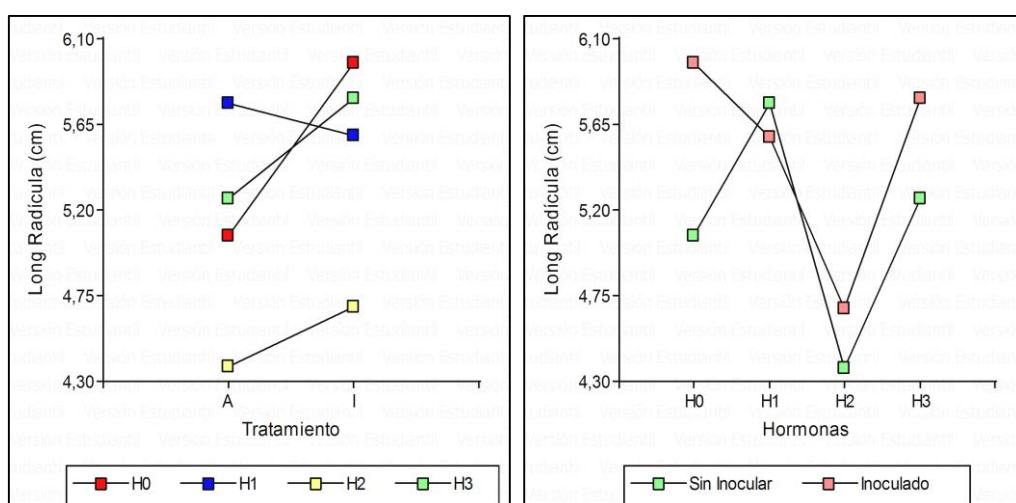 6,10
5,65
5,20
4,75
4,30
Long Radícula (cm)
A I
Tratamiento
H0 H1 H2 H3
6,10
5,65
5,20
4,75
4,30
Long Radícula (cm)
H0 H1 H2 H3
Hormonas
Sin Inocular Inoculado
Versión Estudiantil